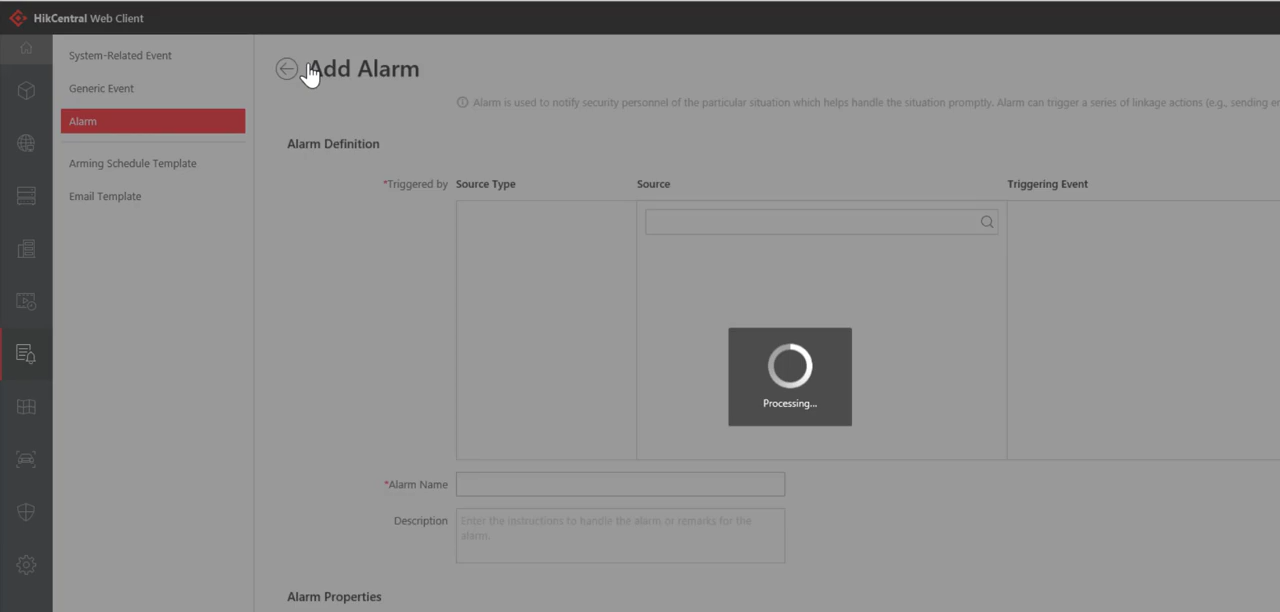 HikCentral Web Client
System-Related Event
Generic Event
Alarm
Arming Schedule Template
Email Template
Add Alarm
Alarm is used to notify security personnel of the particular situation which helps handle the situation promptly. Alarm can trigger a series of linkage actions (e.g., sending
Alarm Definition
*Triggered by Source Type Source Triggering Event
Processing...
*Alarm Name
Description Enter the instructions to handle the alarm or remarks for the
alarm.
Alarm Properties